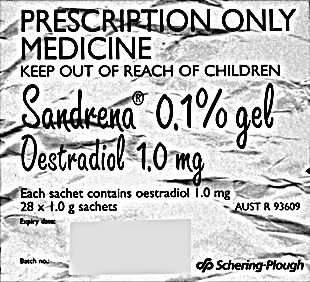 PRESCRIPTION ONLY
MEDICINE
KEEP OUT OF REACH OF CHILDREN
Sandrena® 0.1% gel
Oestradiol 1.0 mg
Each sachet contains oestradiol 1.0 mg
28 x 1.0 g sachets AUST R 93609
Expiry date:
Batch no.:
Schering-Plough